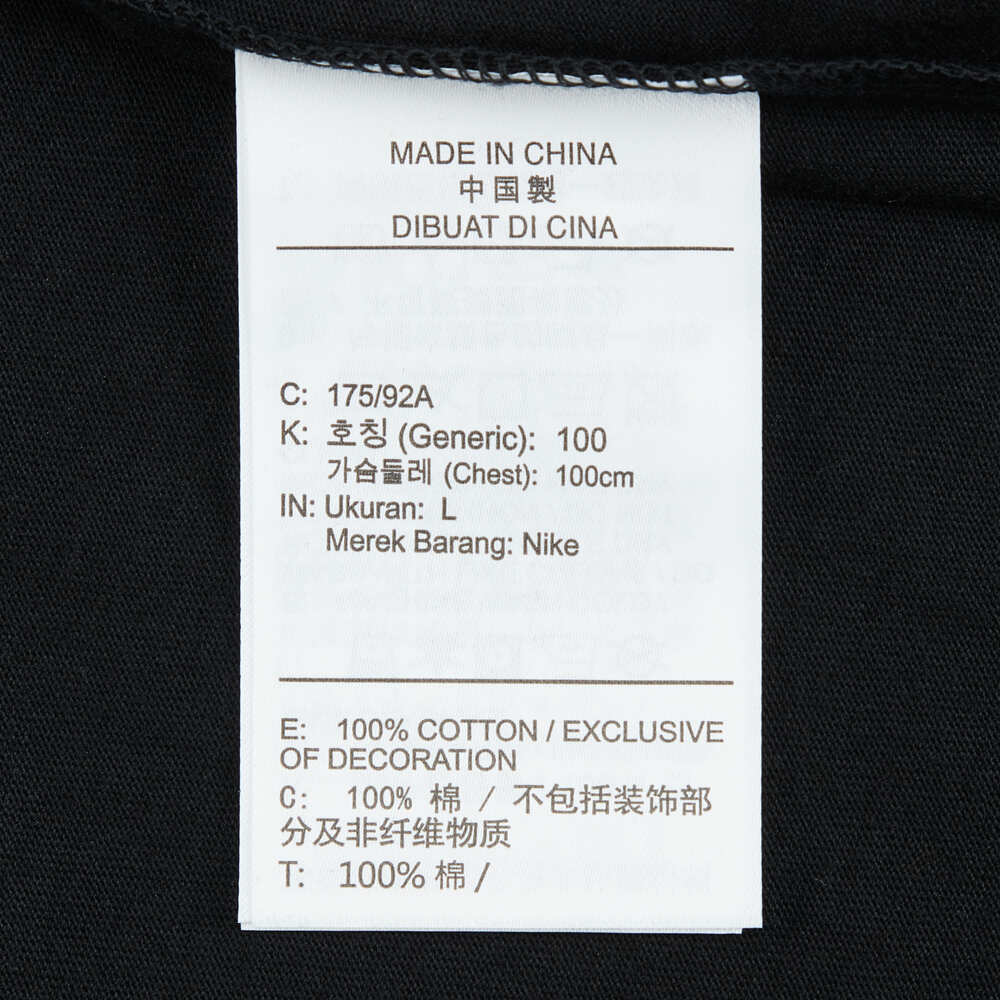 MADE IN CHINA
中国製
DIBUAT DI CINA
C: 175/92A
K: 호칭 (Generic): 100
가슴둘레 (Chest): 100cm
IN: Ukuran: L
Merek Barang: Nike
E: 100% COTTON / EXCLUSIVE
OF DECORATION
C: 100% 棉 / 不包括装饰部
分及非纤维物质
T: 100% 棉 /